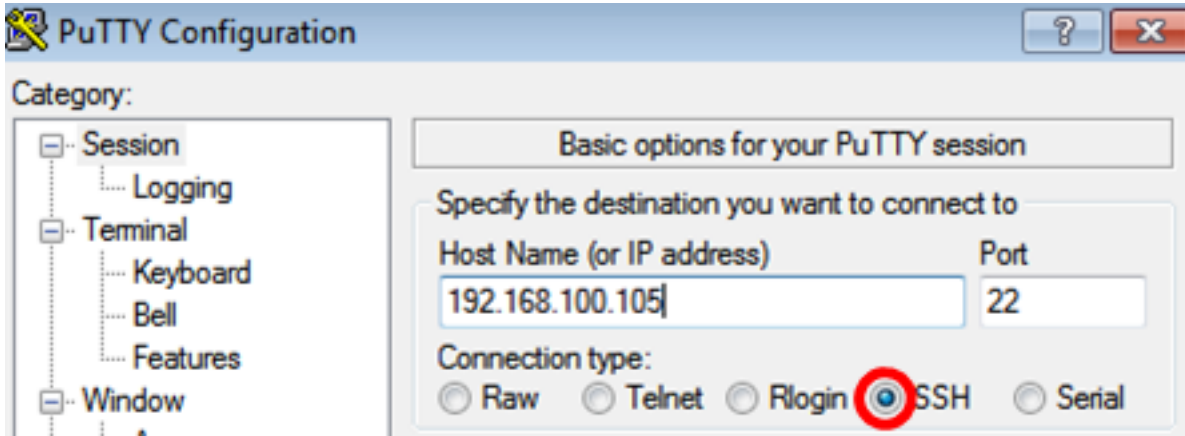 PuTTY Configuration
?
Category:
Session
Logging
Terminal
Keyboard
Bell
Features
Window
Basic options for your PuTTY session
Specify the destination you want to connect to
Host Name (or IP address) Port
192.168.100.105 22
Connection type:
Raw Telnet Rlogin SSH Serial